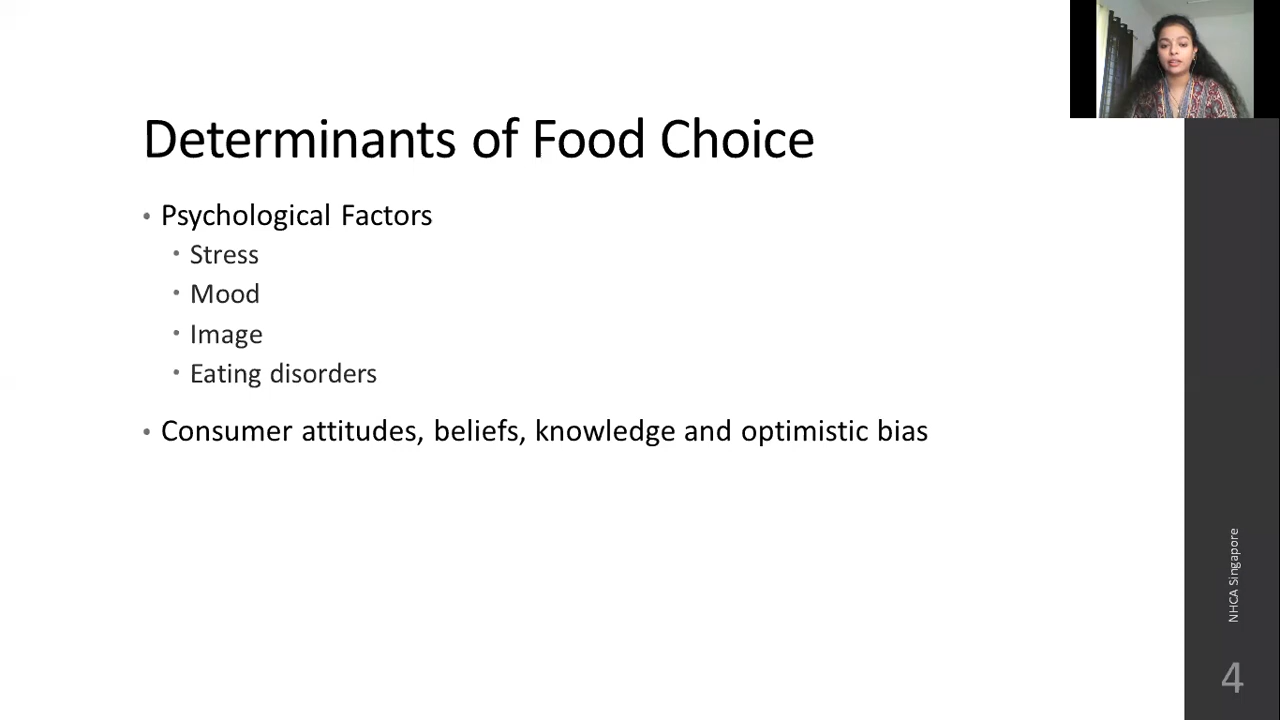 Determinants of Food Choice
• Psychological Factors
• Stress
• Mood
• Image
• Eating disorders
• Consumer attitudes, beliefs, knowledge and optimistic bias
NHCA Singapore
4